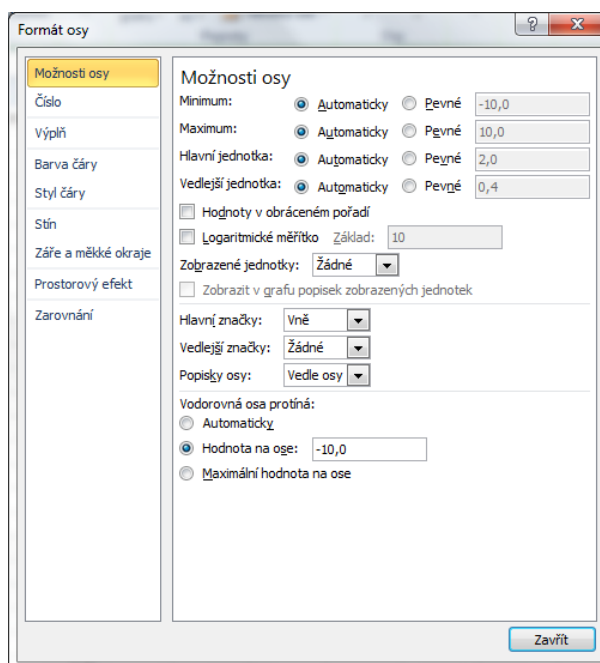 Formát osy
Možnosti osy
Číslo
Výplň
Barva čáry
Styl čáry
Stín
Záře a měkké okraje
Prostorový efekt
Zarovnání
Možnosti osy
Minimum: Automaticky Pevné -10,0
Maximum: Automaticky Pevné 10,0
Hlavní jednotka: Automaticky Pevné 2,0
Vedlejší jednotka: Automaticky Pevné 0,4
Hodnoty v obráceném pořadí
Logaritmické měřítko Základ: 10
Zobrazené jednotky: Žádné
Zobrazit v grafu popisek zobrazených jednotek
Hlavní značky: Vně
Vedlejší značky: Žádné
Popisky osy: Vedle osy
Vodorovná osa protíná:
Automaticky
Hodnota na ose: -10,0
Maximální hodnota na ose
Zavřít